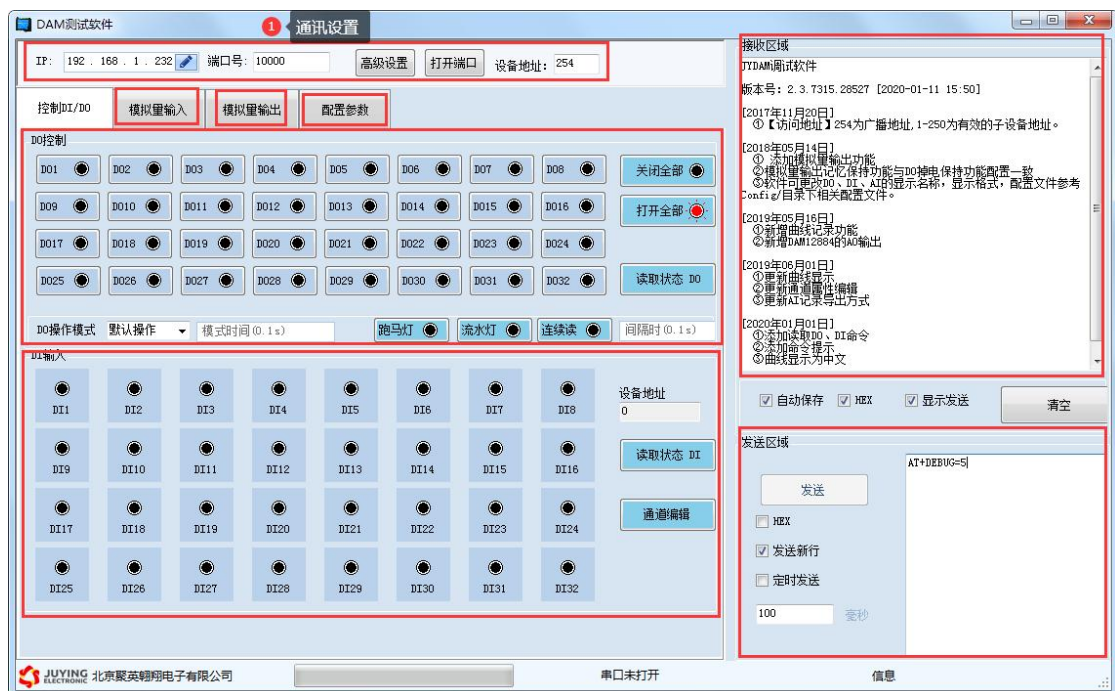 DAM测试软件
1 通讯设置
IP: 192 . 168 . 1 . 232 端口号: 10000 高级设置 打开端口 设备地址: 254
控制DI/DO 模拟量输入 模拟量输出 配置参数
DO控制
DO1 DO2 DO3 DO4 DO5 DO6 DO7 DO8 关闭全部
DO9 DO10 DO11 DO12 DO13 DO14 DO15 DO16 打开全部
DO17 DO18 DO19 DO20 DO21 DO22 DO23 DO24
DO25 DO26 DO27 DO28 DO29 DO30 DO31 DO32 读取状态 DO
DO操作模式 默认操作 模式时间(0.1s) 跑马灯 流水灯 连续读 间隔时(0.1s)
DI输入
DI1 DI2 DI3 DI4 DI5 DI6 DI7 DI8
设备地址
0
DI9 DI10 DI11 DI12 DI13 DI14 DI15 DI16 读取状态 DI
DI17 DI18 DI19 DI20 DI21 DI22 DI23 DI24 通道编辑
DI25 DI26 DI27 DI28 DI29 DI30 DI31 DI32
接收区域
JYDAM调试软件
版本号: 2.3.7315.28527 [2020-01-11 15:50]
[2017年11月20日]
①【访问地址】254为广播地址,1-250为有效的子设备地址。
[2018年05月14日]
① 添加模拟量输出功能
②模拟量输出记忆保持功能与DO掉电保持功能配置一致
③软件可更改DO、DI、AI的显示名称，显示格式，配置文件参考
Config/目录下相关配置文件。
[2019年05月16日]
①新增曲线记录功能
②新增DAM12884的AO输出
[2019年06月01日]
①更新曲线显示
②更新通道属性编辑
③更新AI记录导出方式
[2020年01月01日]
①添加读取DO、DI命令
②添加命令提示
③曲线显示为中文
自动保存 HEX 显示发送 清空
发送区域
AT+DEBUG=5
发送
HEX
发送新行
定时发送
100 毫秒
JUYING ELECTRONIC 北京聚英翱翔电子有限公司 串口未打开 信息